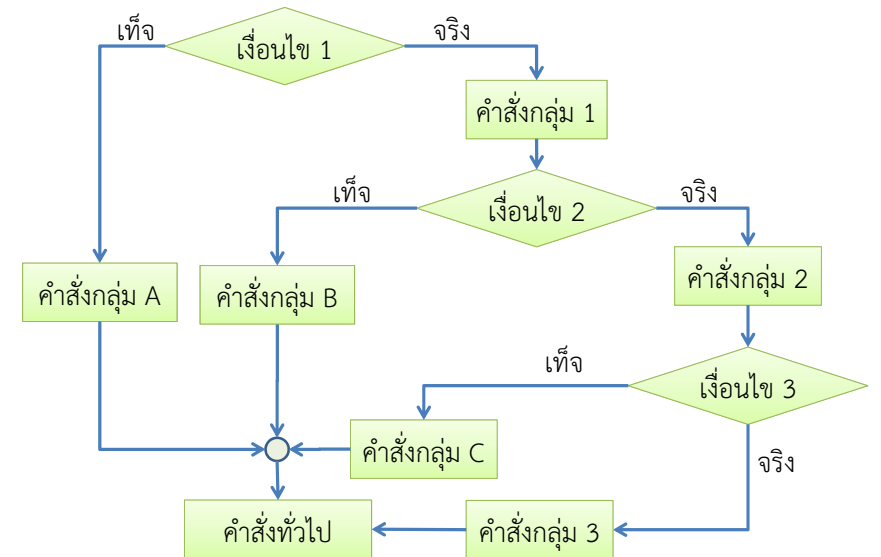 เท็จ
จริง
เงื่อนไข 1
คำสั่งกลุ่ม 1
เท็จ
จริง
เงื่อนไข 2
คำสั่งกลุ่ม A
คำสั่งกลุ่ม B
คำสั่งกลุ่ม 2
เท็จ
เงื่อนไข 3
คำสั่งกลุ่ม C
จริง
คำสั่งทั่วไป
คำสั่งกลุ่ม 3